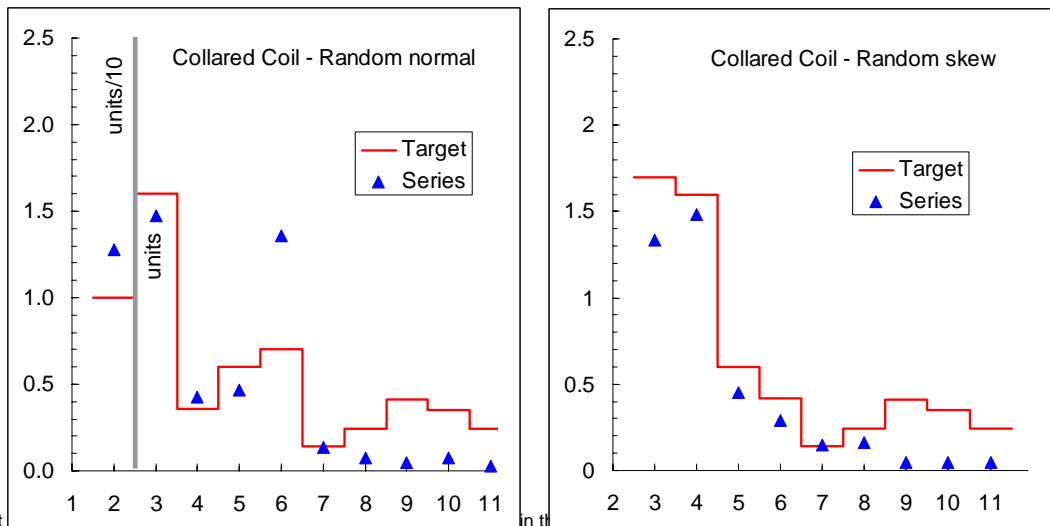 Collared Coil - Random normal
2.5
2.0
1.5
1.0
0.5
0.0
units/10
units
Target
Series
1 2 3 4 5 6 7 8 9 10 11
Collared Coil - Random skew
2.5
2
1.5
1
0.5
0
Target
Series
2 3 4 5 6 7 8 9 10 11